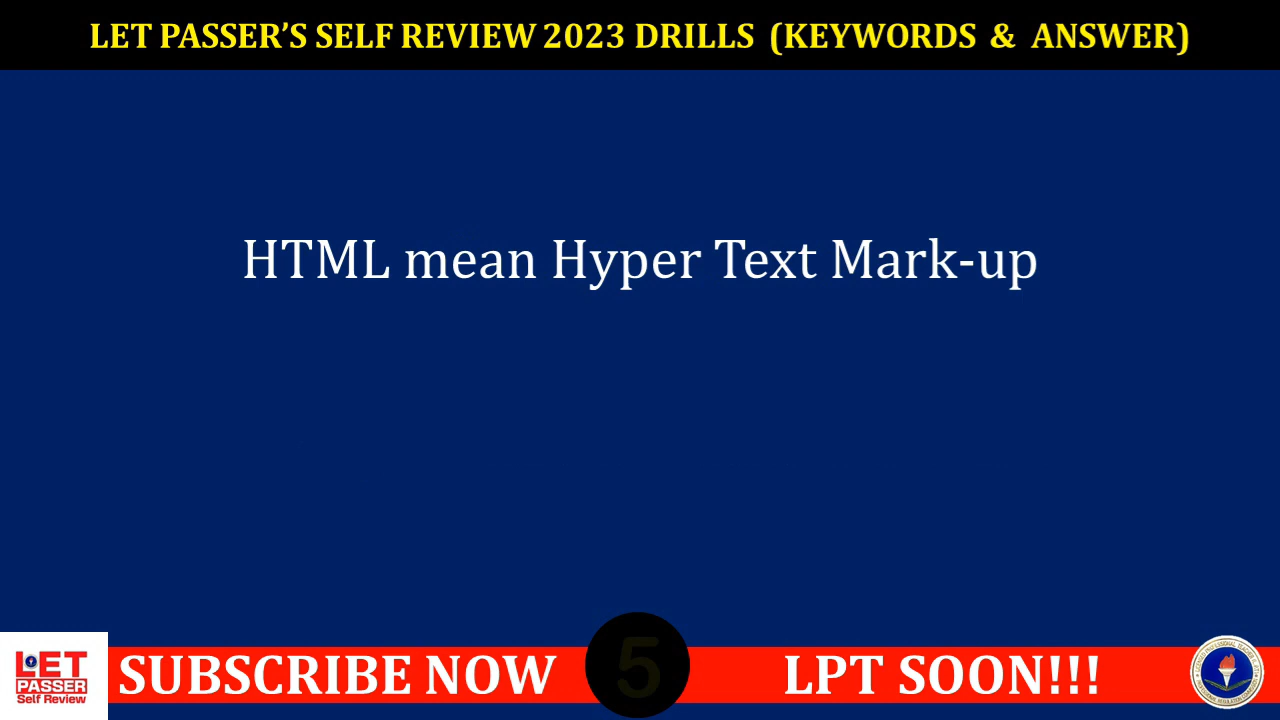 LET PASSER’S SELF REVIEW 2023 DRILLS (KEYWORDS & ANSWER)
HTML mean Hyper Text Mark-up
5
LET
PASSER
Self Review
SUBSCRIBE NOW
LPT SOON!!!